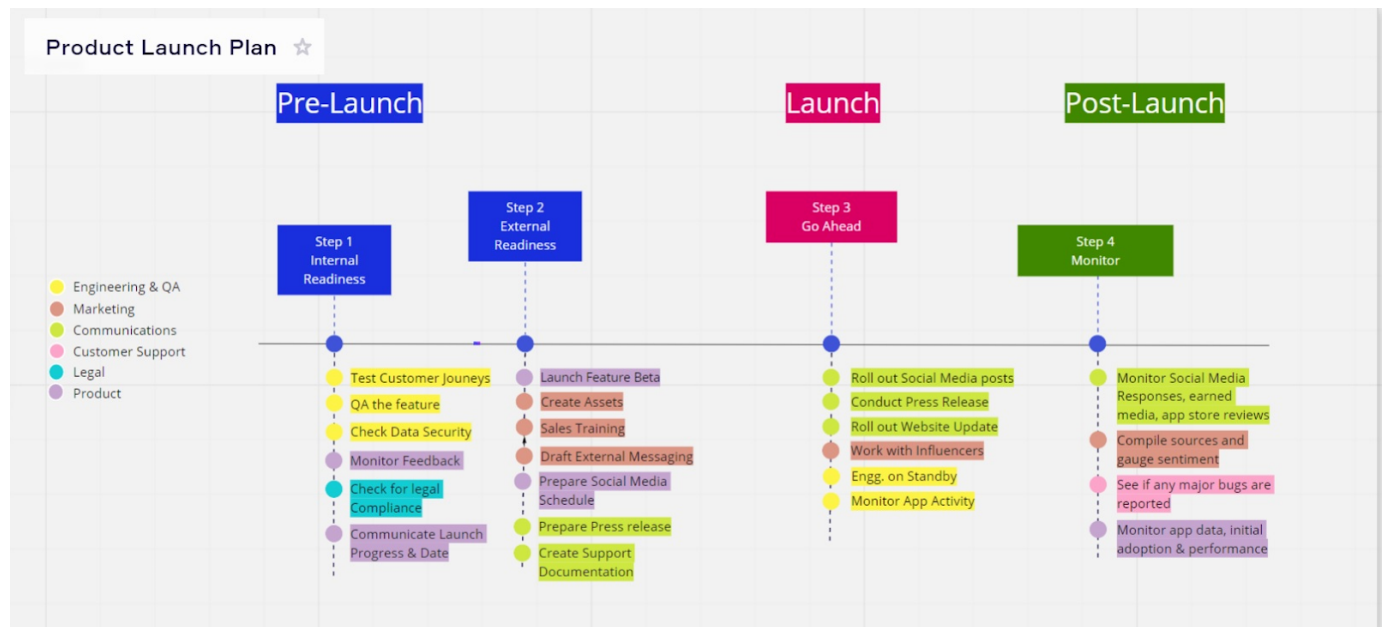 Product Launch Plan
Pre-Launch
Launch
Post-Launch
Step 1
Internal
Readiness
Step 2
External
Readiness
Step 3
Go Ahead
Step 4
Monitor
Engineering & QA
Marketing
Communications
Customer Support
Legal
Product
Test Customer Jouneys
QA the feature
Check Data Security
Monitor Feedback
Check for legal
Compliance
Communicate Launch
Progress & Date
Launch Feature Beta
Create Assets
Sales Training
Draft External Messaging
Prepare Social Media
Schedule
Prepare Press release
Create Support
Documentation
Roll out Social Media posts
Conduct Press Release
Roll out Website Update
Work with Influencers
Engg. on Standby
Monitor App Activity
Monitor Social Media
Responses, earned
media, app store reviews
Compile sources and
gauge sentiment
See if any major bugs are
reported
Monitor app data, initial
adoption & performance